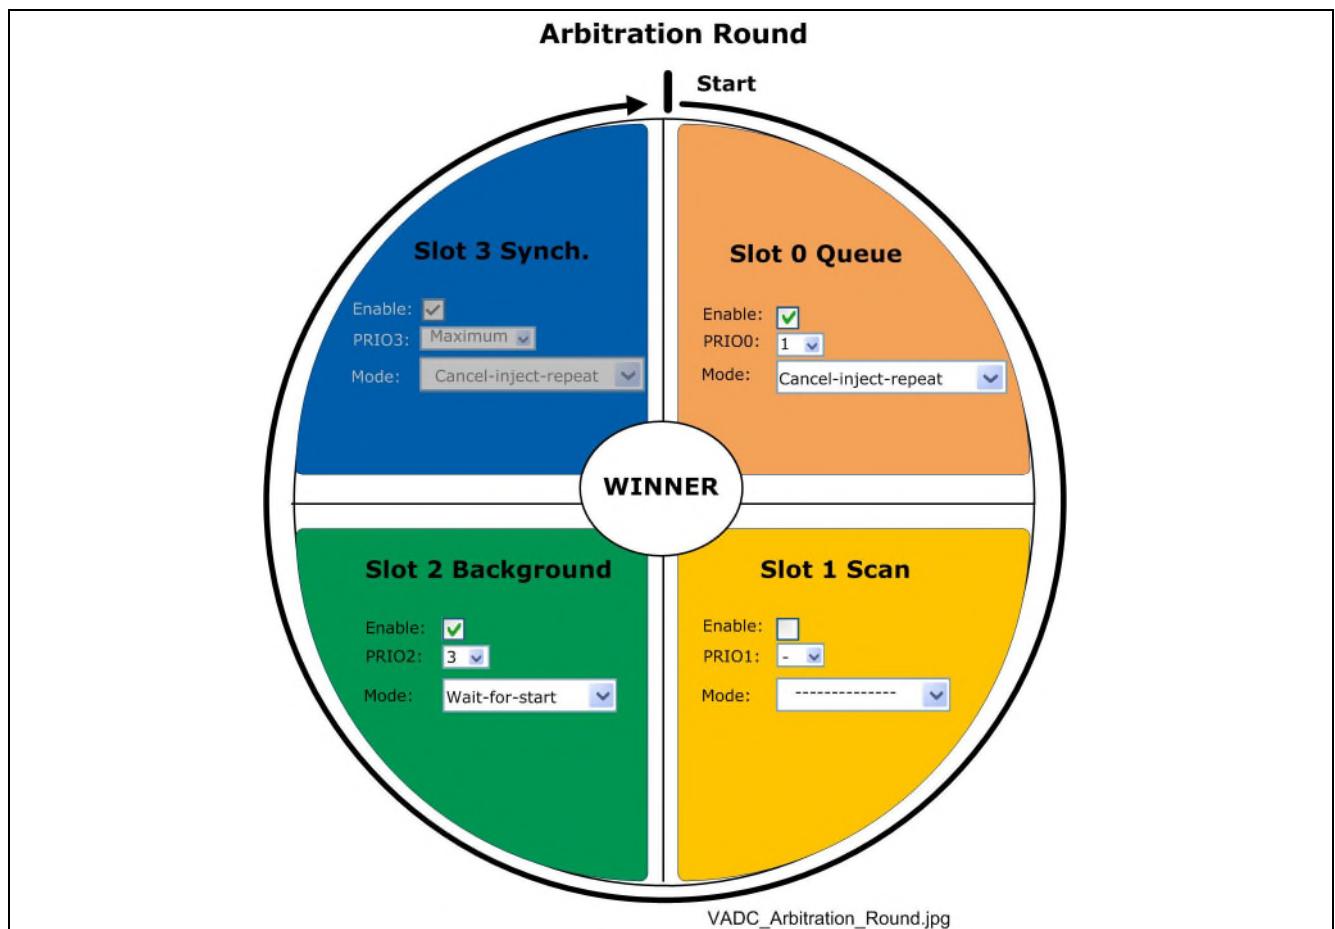 Arbitration Round
Start
Slot 3 Synch.
Enable:
PRIO3: Maximum
Mode: Cancel-inject-repeat
Slot 0 Queue
Enable:
PRIO0: 1
Mode: Cancel-inject-repeat
WINNER
Slot 2 Background
Enable:
PRIO2: 3
Mode: Wait-for-start
Slot 1 Scan
Enable:
PRIO1: -
Mode: --------------
VADC_Arbitration_Round.jpg